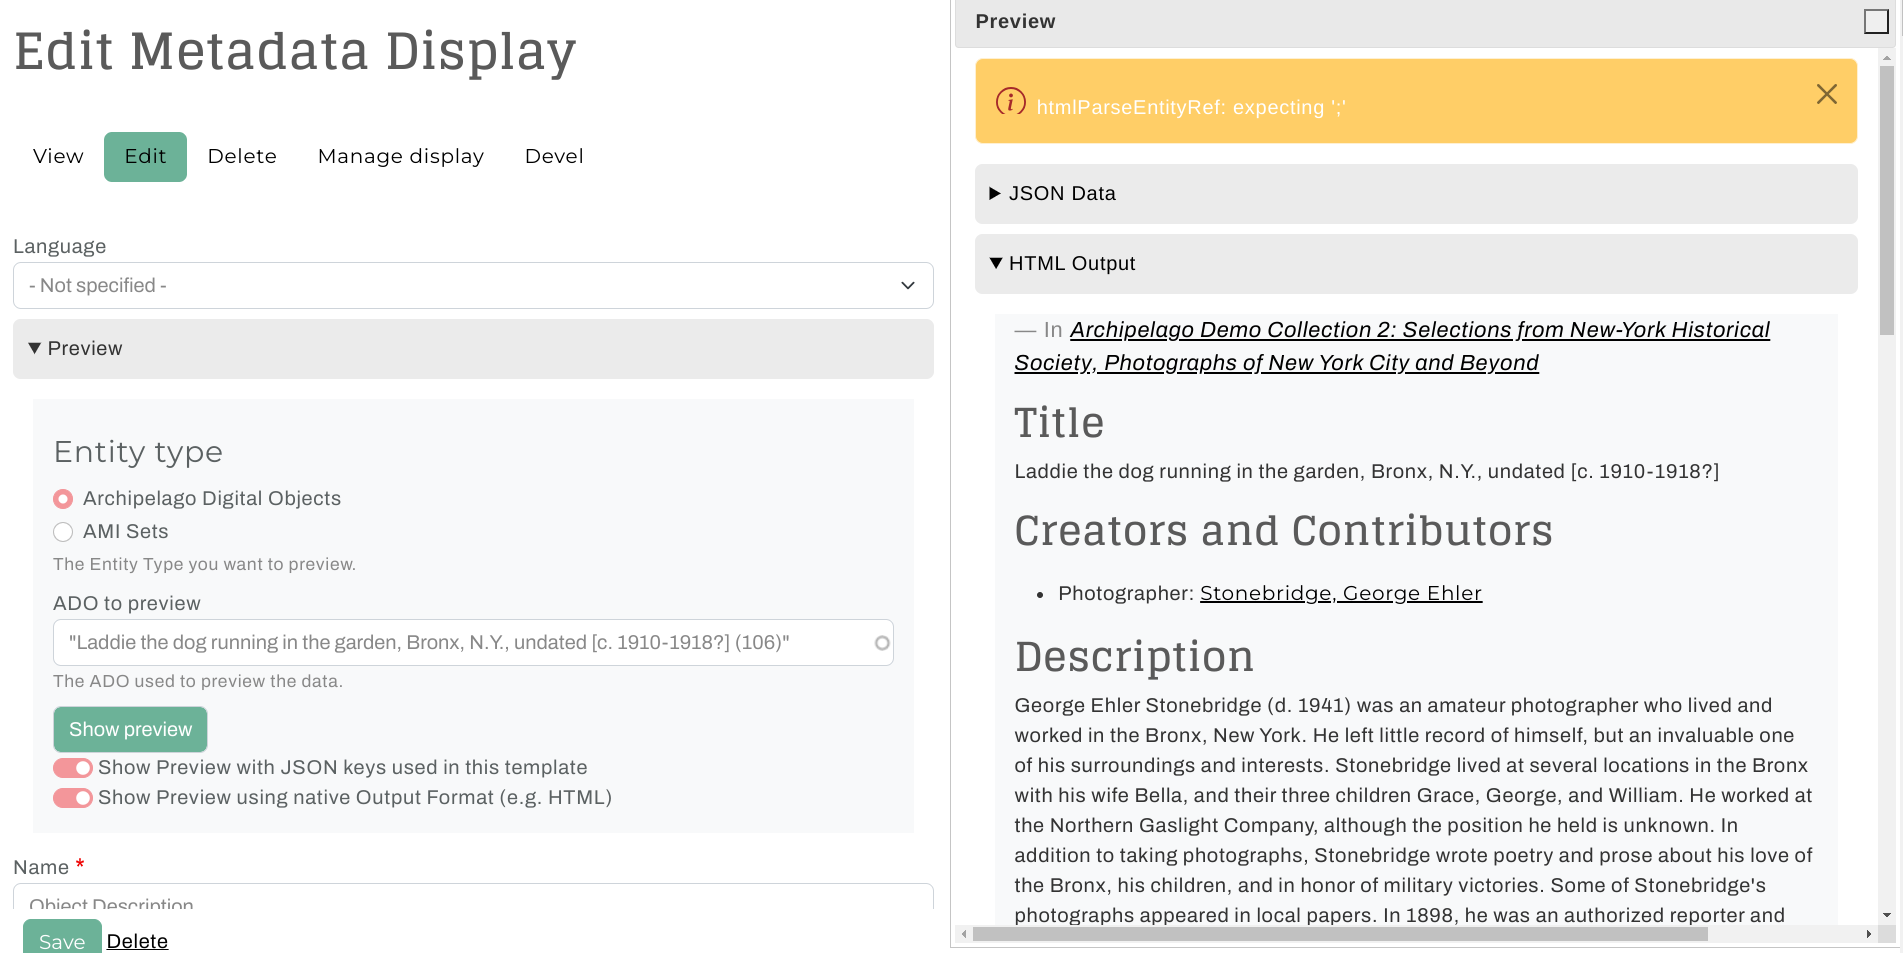 Edit Metadata Display
View Edit Delete Manage display Devel
Language
- Not specified -
Preview
Entity type
Archipelago Digital Objects
AMI Sets
The Entity Type you want to preview.
ADO to preview
"Laddie the dog running in the garden, Bronx, N.Y., undated [c. 1910-1918?] (106)"
The ADO used to preview the data.
Show preview
Show Preview with JSON keys used in this template
Show Preview using native Output Format (e.g. HTML)
Name *
Object Description
Save Delete
Preview
htmlParseEntityRef: expecting ';'
JSON Data
HTML Output
— In Archipelago Demo Collection 2: Selections from New-York Historical
Society, Photographs of New York City and Beyond
Title
Laddie the dog running in the garden, Bronx, N.Y., undated [c. 1910-1918?]
Creators and Contributors
• Photographer: Stonebridge, George Ehler
Description
George Ehler Stonebridge (d. 1941) was an amateur photographer who lived and
worked in the Bronx, New York. He left little record of himself, but an invaluable one
of his surroundings and interests. Stonebridge lived at several locations in the Bronx
with his wife Bella, and their three children Grace, George, and William. He worked at
the Northern Gaslight Company, although the position he held is unknown. In
addition to taking photographs, Stonebridge wrote poetry and prose about his love of
the Bronx, his children, and in honor of military victories. Some of Stonebridge's
photographs appeared in local papers. In 1898, he was an authorized reporter and